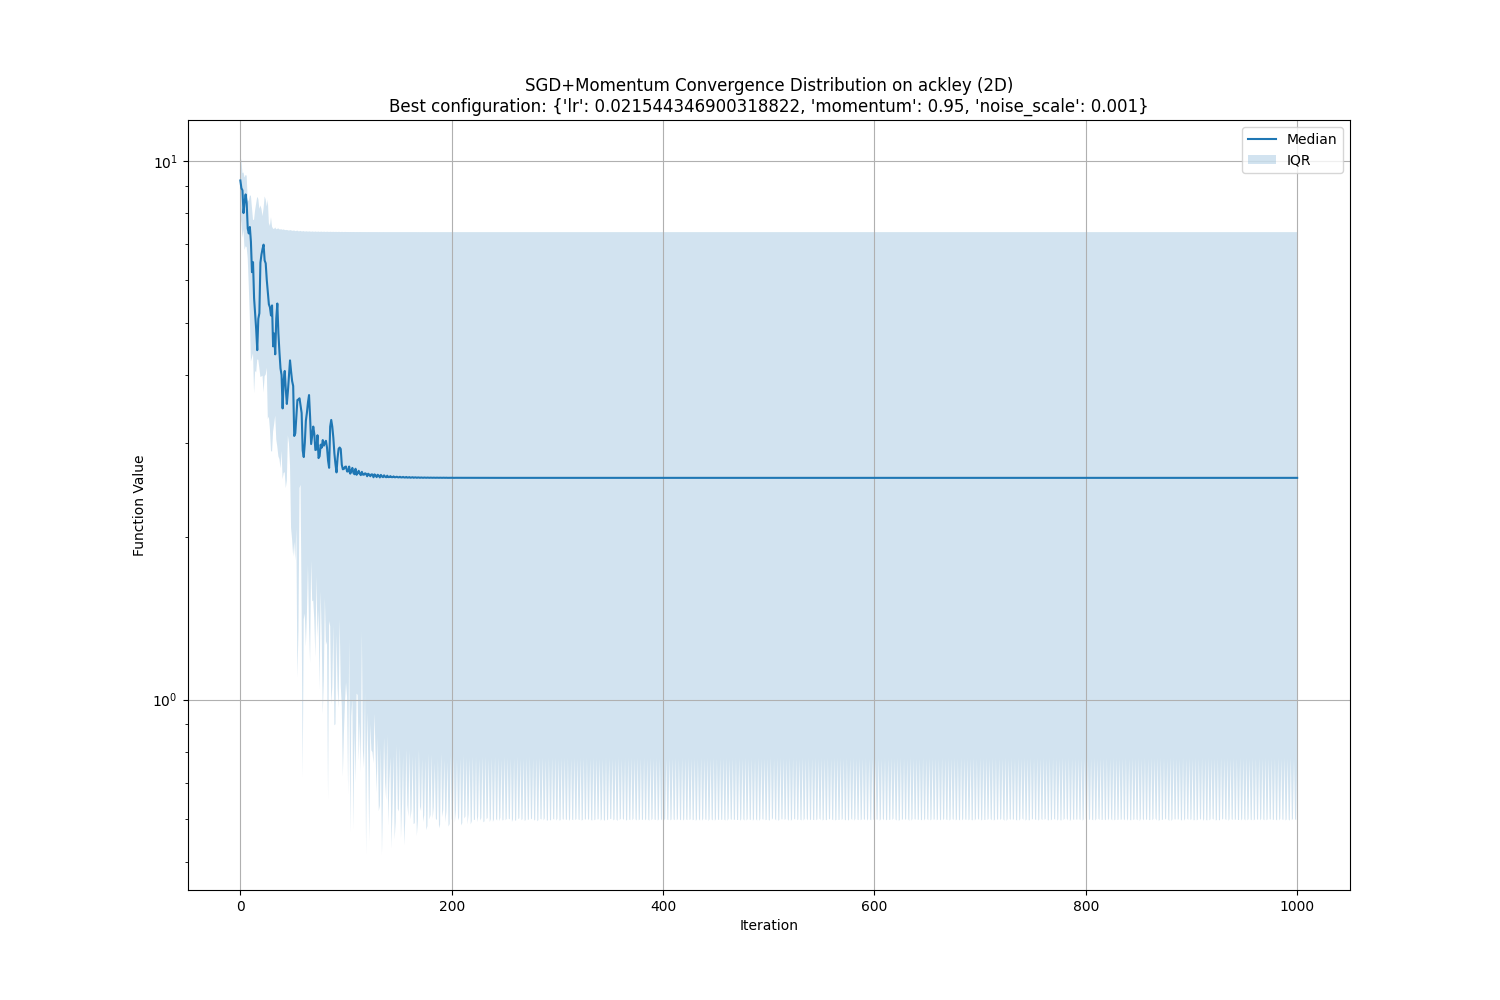 SGD+Momentum Convergence Distribution on ackley (2D)
Best configuration: {'lr': 0.021544346900318822, 'momentum': 0.95, 'noise_scale': 0.001}
Median
IQR
10¹
10⁰
Function Value
0
200
400
600
800
1000
Iteration